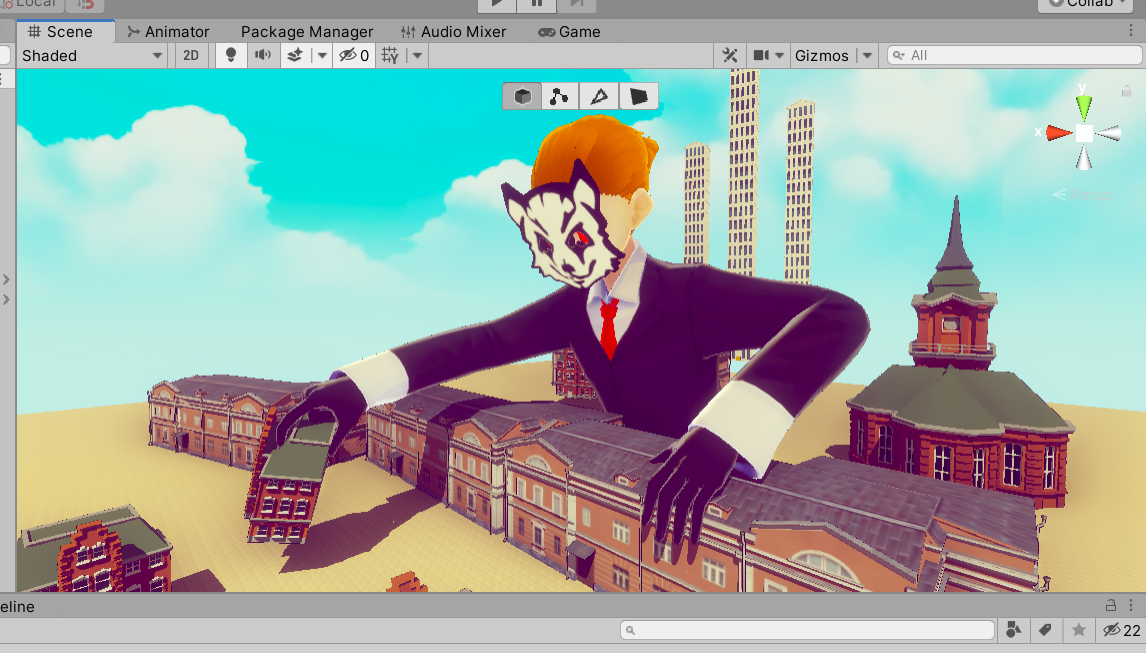 Local
Collab
Scene
Animator
Package Manager
Audio Mixer
Game
Shaded
2D
0
Gizmos
All
y
x
Persp
eline
22